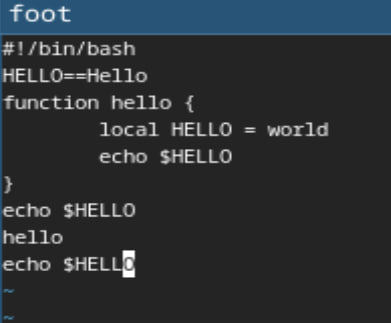 foot
#!/bin/bash
HELLO==Hello
function hello {
        local HELLO = world
        echo $HELLO
}
echo $HELLO
hello
echo $HELLO
~
~